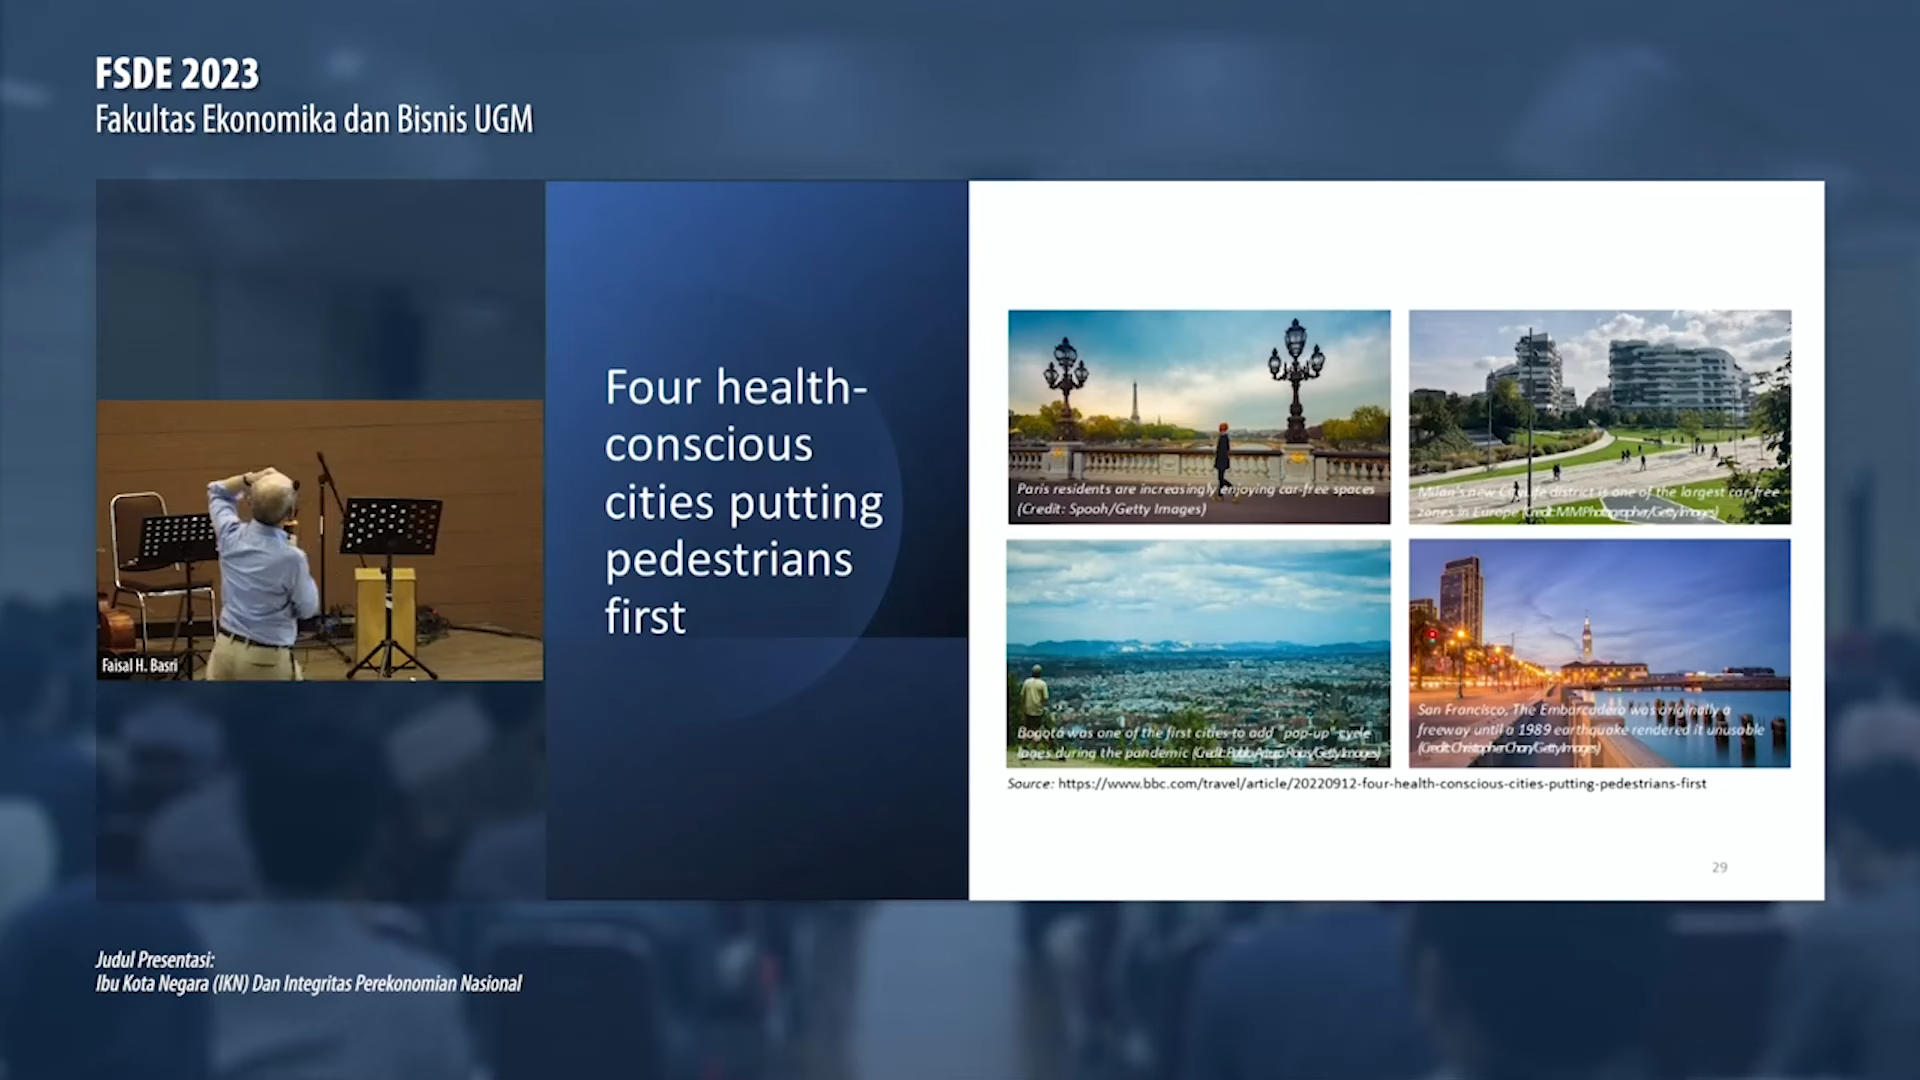 FSDE 2023
Fakultas Ekonomika dan Bisnis UGM
Four health-
conscious
cities putting
pedestrians
first
Paris residents are increasingly enjoying car-free spaces
(Credit: Spooh/Getty Images)
Milan's new CityLife district is one of the largest car-free
zones in Europe (Credit: MMPhotographer/Getty Images)
Bogotá was one of the first cities to add "pop-up" cycle
lanes during the pandemic (Credit:
San Francisco, The Embarcadero was originally a
freeway until a 1989 earthquake rendered it unusable
(Credit: Christopher Chan/Getty Images)
Source: https://www.bbc.com/travel/article/20220912-four-health-conscious-cities-putting-pedestrians-first
29
Faisal H. Basri
Judul Presentasi:
Ibu Kota Negara (IKN) Dan Integritas Perekonomian Nasional